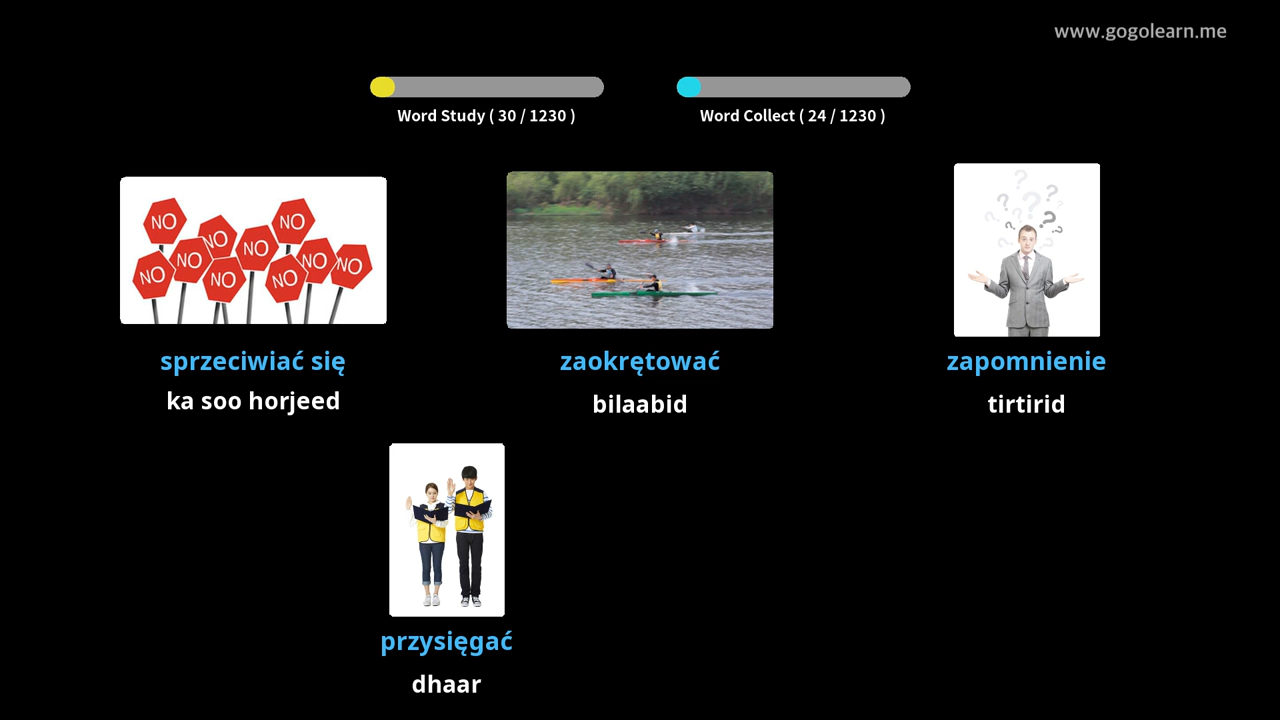 www.gogolearn.me
Word Study ( 30 / 1230 )
Word Collect ( 24 / 1230 )
NO
NO
NO
NO
NO
NO
NO
NO
NO
NO
sprzeciwiać się
ka soo horjeed
zaokrętować
bilaabid
zapomnienie
tirtirid
przysięgać
dhaar